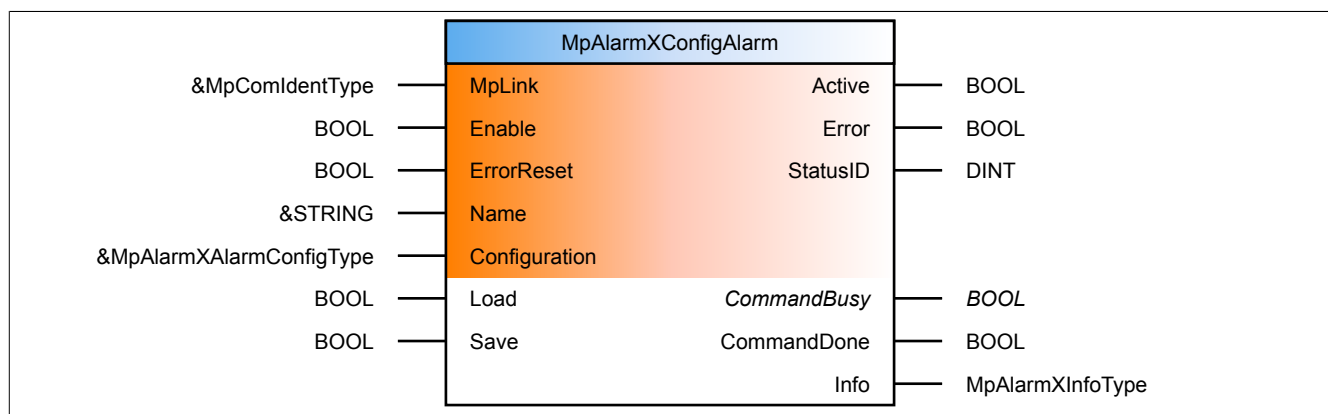 MpAlarmXConfigAlarm
&MpComIdentType MpLink Active BOOL
BOOL Enable Error BOOL
BOOL ErrorReset StatusID DINT
&STRING Name
&MpAlarmXAlarmConfigType Configuration
BOOL Load CommandBusy BOOL
BOOL Save CommandDone BOOL
Info MpAlarmXInfoType